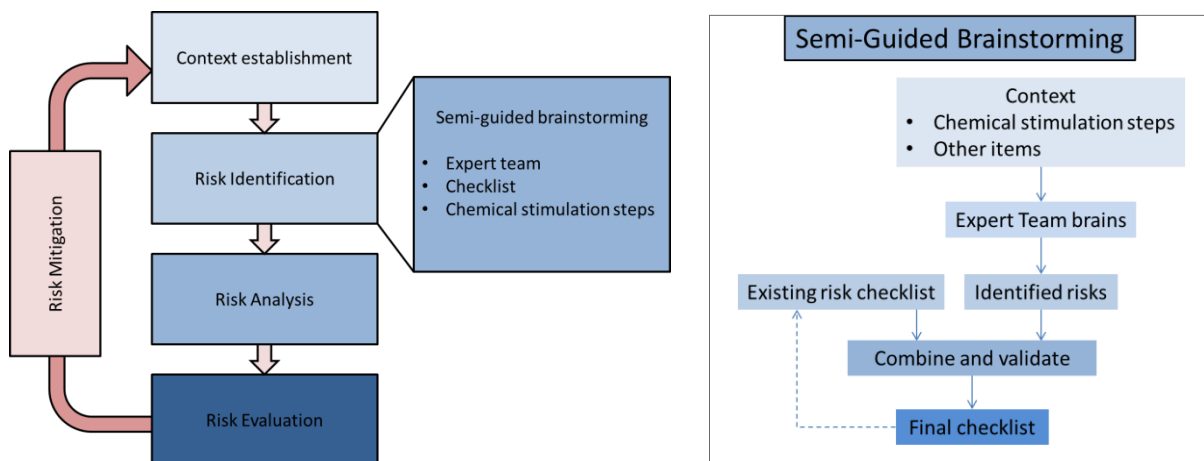 Context establishment
Risk Identification
Risk Analysis
Risk Evaluation
Risk Mitigation
Semi-guided brainstorming
• Expert team
• Checklist
• Chemical stimulation steps
Semi-Guided Brainstorming
Context
• Chemical stimulation steps
• Other items
Expert Team brains
Existing risk checklist
Identified risks
Combine and validate
Final checklist